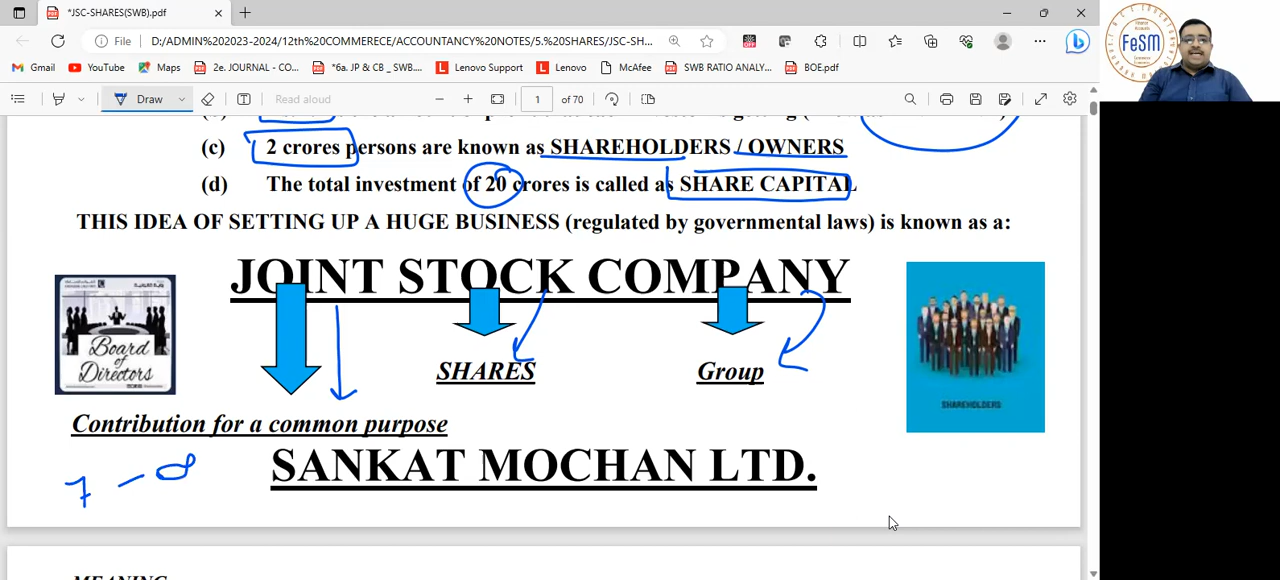 *JSC-SHARES(SWB).pdf
File D:/ADMIN%202023-2024/12th%20COMMERECE/ACCOUNTANCY%20NOTES/5.%20SHARES/JSC-SH...
Gmail YouTube Maps 2e. JOURNAL - CO... *6a. JP & CB _ SWB.... Lenovo Support Lenovo McAfee SWB RATIO ANALY... BOE.pdf
Draw Read aloud 1 of 70
(c) 2 crores persons are known as SHAREHOLDERS / OWNERS
(d) The total investment of 20 crores is called as SHARE CAPITAL
THIS IDEA OF SETTING UP A HUGE BUSINESS (regulated by governmental laws) is known as a:
JOINT STOCK COMPANY
Board
of
Directors
SHARES Group
SHAREHOLDERS
Contribution for a common purpose
SANKAT MOCHAN LTD.
7 – ∞
MEANING
FeSM